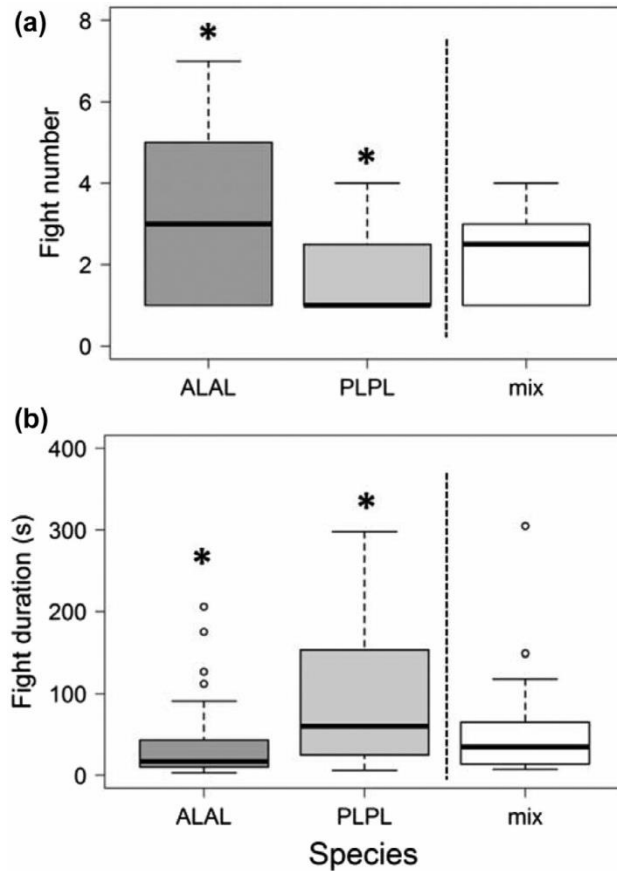 (a)
8
6
4
2
0
Fight number
*
*
ALAL PLPL mix
(b)
400
300
200
100
0
Fight duration (s)
*
*
ALAL PLPL mix
Species